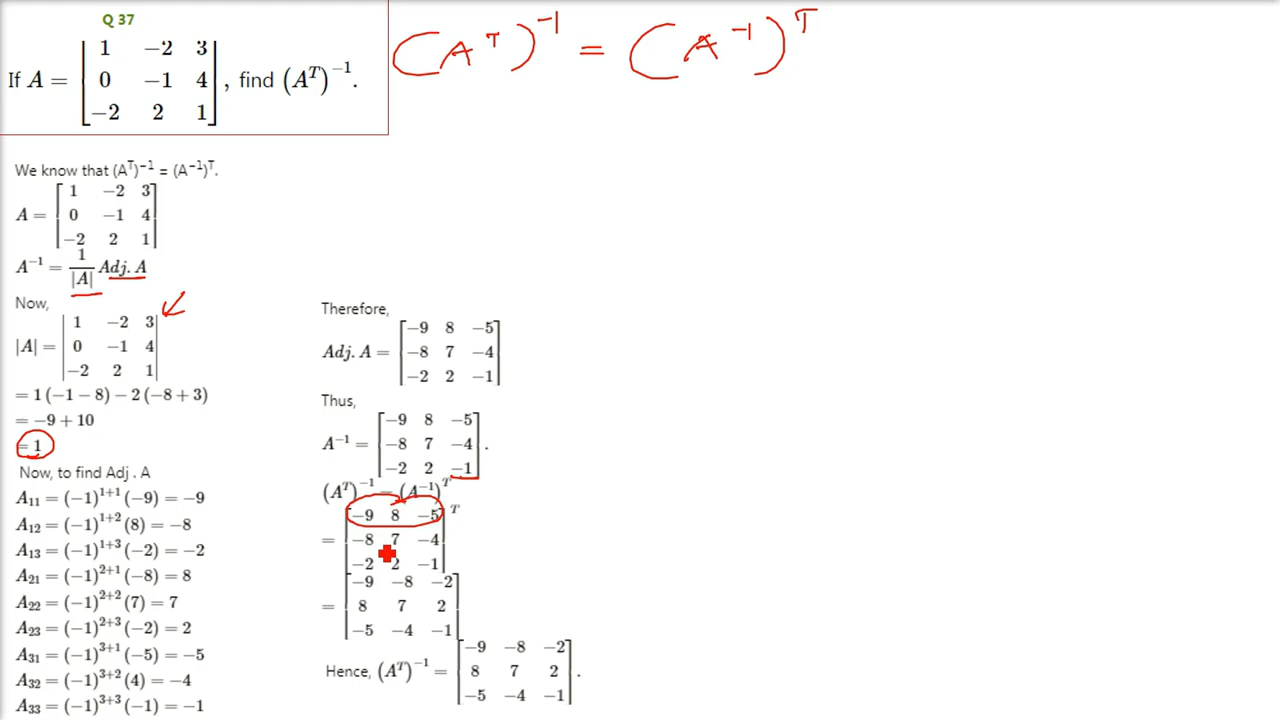 Q 37
If A = [1 −2 3; 0 −1 4; −2 2 1], find (Aᵀ)⁻¹.
(Aᵀ)⁻¹ = (A⁻¹)ᵀ
We know that (Aᵀ)⁻¹ = (A⁻¹)ᵀ.
A = [1 −2 3; 0 −1 4; −2 2 1]
A⁻¹ = 1/|A| Adj. A
Now,
|A| = |1 −2 3; 0 −1 4; −2 2 1|
= 1(−1 − 8) − 2(−8 + 3)
= −9 + 10
= 1
Now, to find Adj . A
A₁₁ = (−1)¹⁺¹(−9) = −9
A₁₂ = (−1)¹⁺²(8) = −8
A₁₃ = (−1)¹⁺³(−2) = −2
A₂₁ = (−1)²⁺¹(−8) = 8
A₂₂ = (−1)²⁺²(7) = 7
A₂₃ = (−1)²⁺³(−2) = 2
A₃₁ = (−1)³⁺¹(−5) = −5
A₃₂ = (−1)³⁺²(4) = −4
A₃₃ = (−1)³⁺³(−1) = −1
Therefore,
Adj. A = [−9 8 −5; −8 7 −4; −2 2 −1]
Thus,
A⁻¹ = [−9 8 −5; −8 7 −4; −2 2 −1].
(Aᵀ)⁻¹ = (A⁻¹)ᵀ
= [−9 8 −5; −8 7 −4; −2 2 −1]ᵀ
= [−9 −8 −2; 8 7 2; −5 −4 −1]
Hence, (Aᵀ)⁻¹ = [−9 −8 −2; 8 7 2; −5 −4 −1].